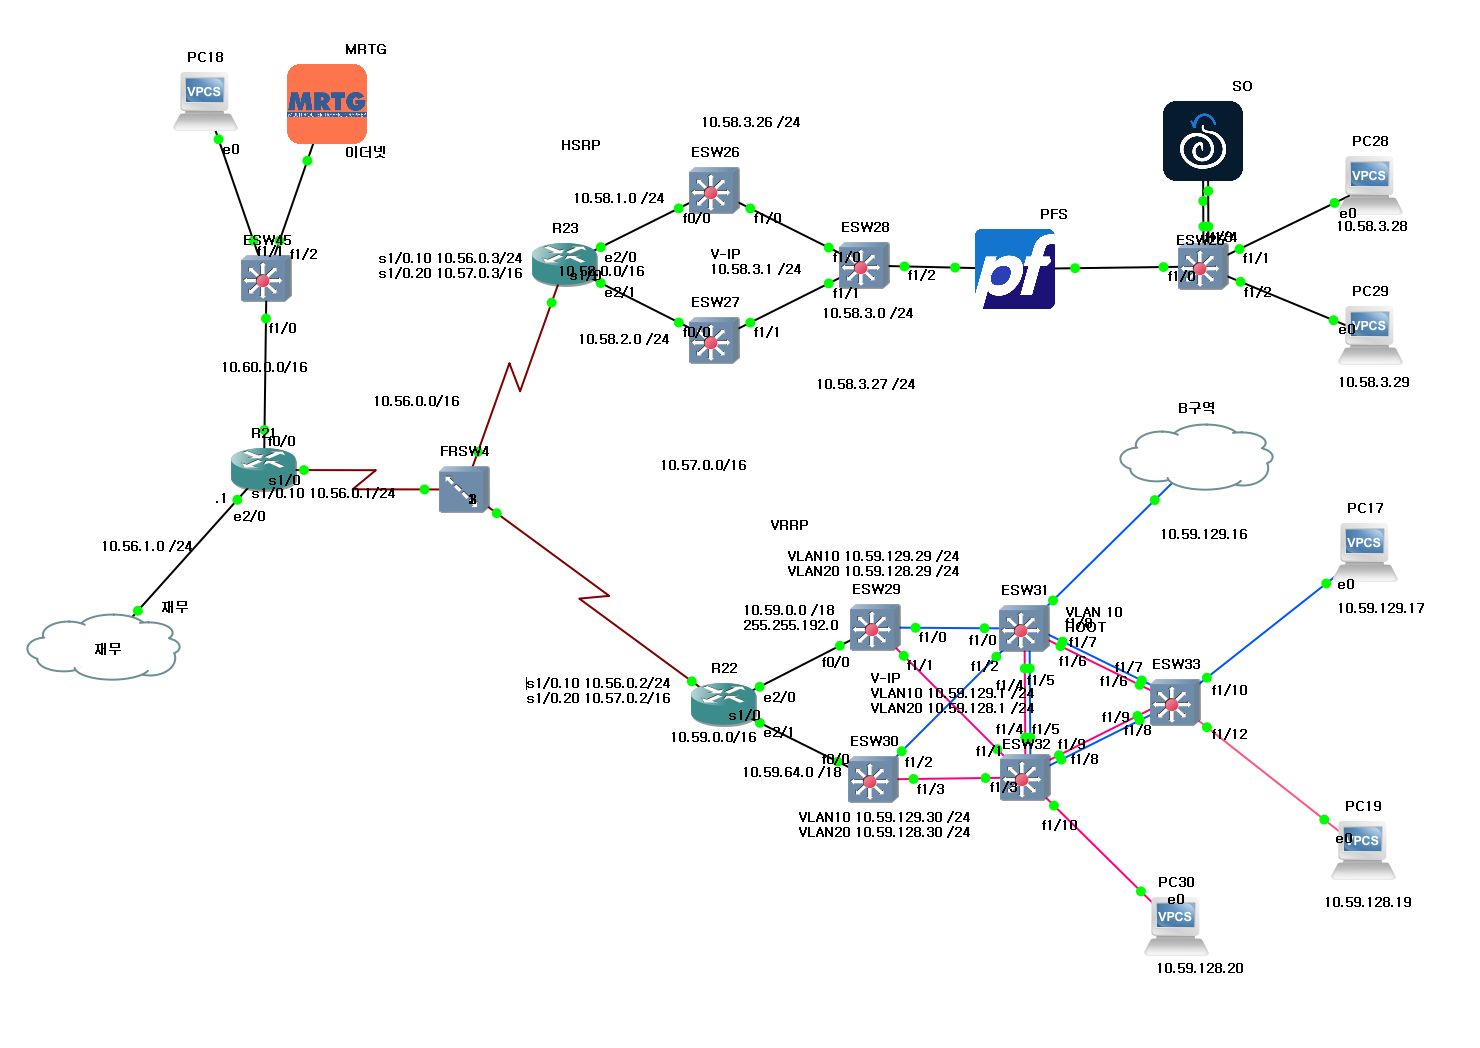 PC18
MRTG
VPCS
MRTG
e0
이더넷
ESW45
f1/1
f1/2
f1/0
10.60.0.0/16
R21
f0/0
s1/0
s1/0.10 10.56.0.1/24
.1
e2/0
10.56.1.0 /24
재무
재무
10.56.0.0/16
FRSW4
HSRP
10.58.3.26 /24
ESW26
10.58.1.0 /24
f0/0
f1/0
R23
s1/0.10 10.56.0.3/24
s1/0.20 10.57.0.3/16
e2/0
s1/0
10.58.0.0/16
e2/1
V-IP
10.58.3.1 /24
ESW27
f0/0
f1/1
10.58.2.0 /24
ESW28
f1/0
f1/1
f1/2
10.58.3.0 /24
10.58.3.27 /24
PFS
pf
SO
f1/0
f1/1
f1/2
PC28
VPCS
e0
10.58.3.28
PC29
VPCS
e0
10.58.3.29
10.57.0.0/16
B구역
10.59.129.16
VRRP
VLAN10 10.59.129.29 /24
VLAN20 10.59.128.29 /24
ESW29
10.59.0.0 /18
255.255.192.0
f0/0
f1/0
f1/1
ESW31
VLAN 10
ROOT
f1/0
f1/2
f1/7
f1/6
f1/4
f1/5
V-IP
VLAN10 10.59.129.1 /24
VLAN20 10.59.128.1 /24
R22
s1/0.10 10.56.0.2/24
s1/0.20 10.57.0.2/16
e2/0
s1/0
e2/1
10.59.0.0/16
ESW30
f0/0
f1/2
f1/3
10.59.64.0 /18
VLAN10 10.59.129.30 /24
VLAN20 10.59.128.30 /24
f1/4
f1/5
ESW32
f1/1
f1/3
f1/9
f1/8
f1/10
ESW33
f1/7
f1/6
f1/9
f1/8
f1/10
f1/12
PC17
VPCS
e0
10.59.129.17
PC19
VPCS
e0
10.59.128.19
PC30
e0
VPCS
10.59.128.20